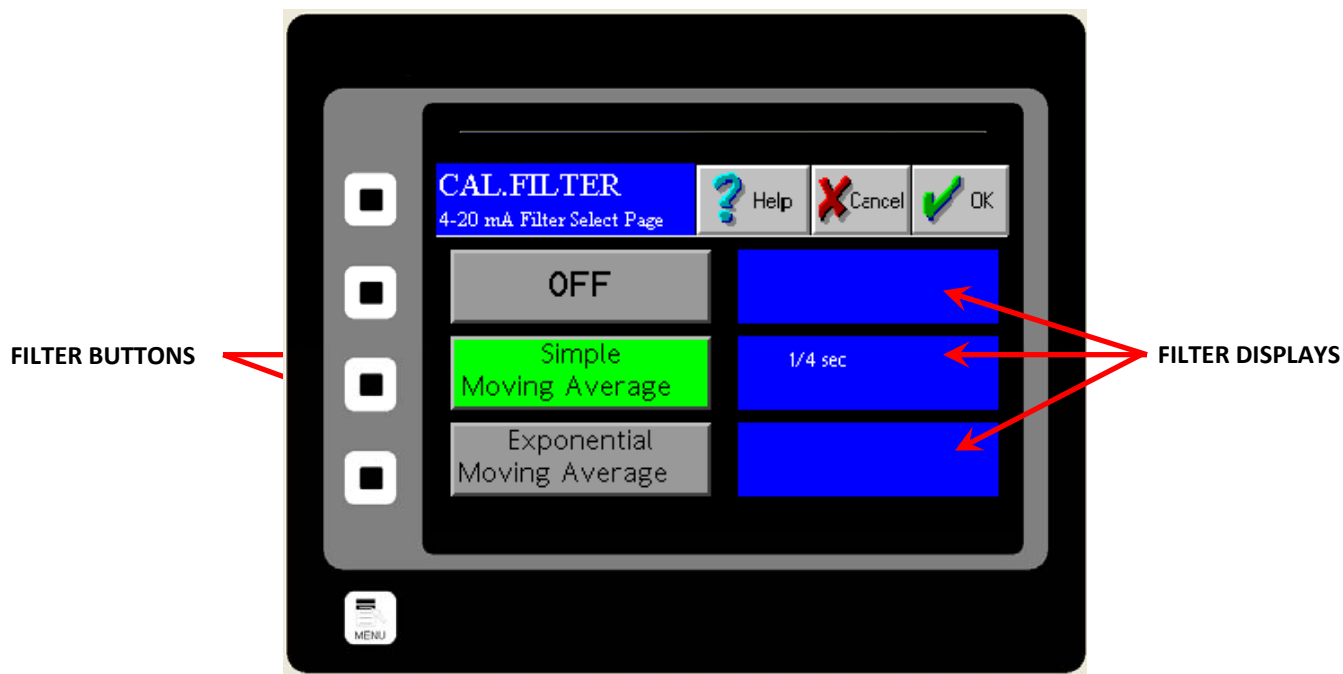 CAL.FILTER
4-20 mA Filter Select Page
Help
Cancel
OK
OFF
Simple
Moving Average
1/4 sec
Exponential
Moving Average
FILTER BUTTONS
FILTER DISPLAYS
MENU